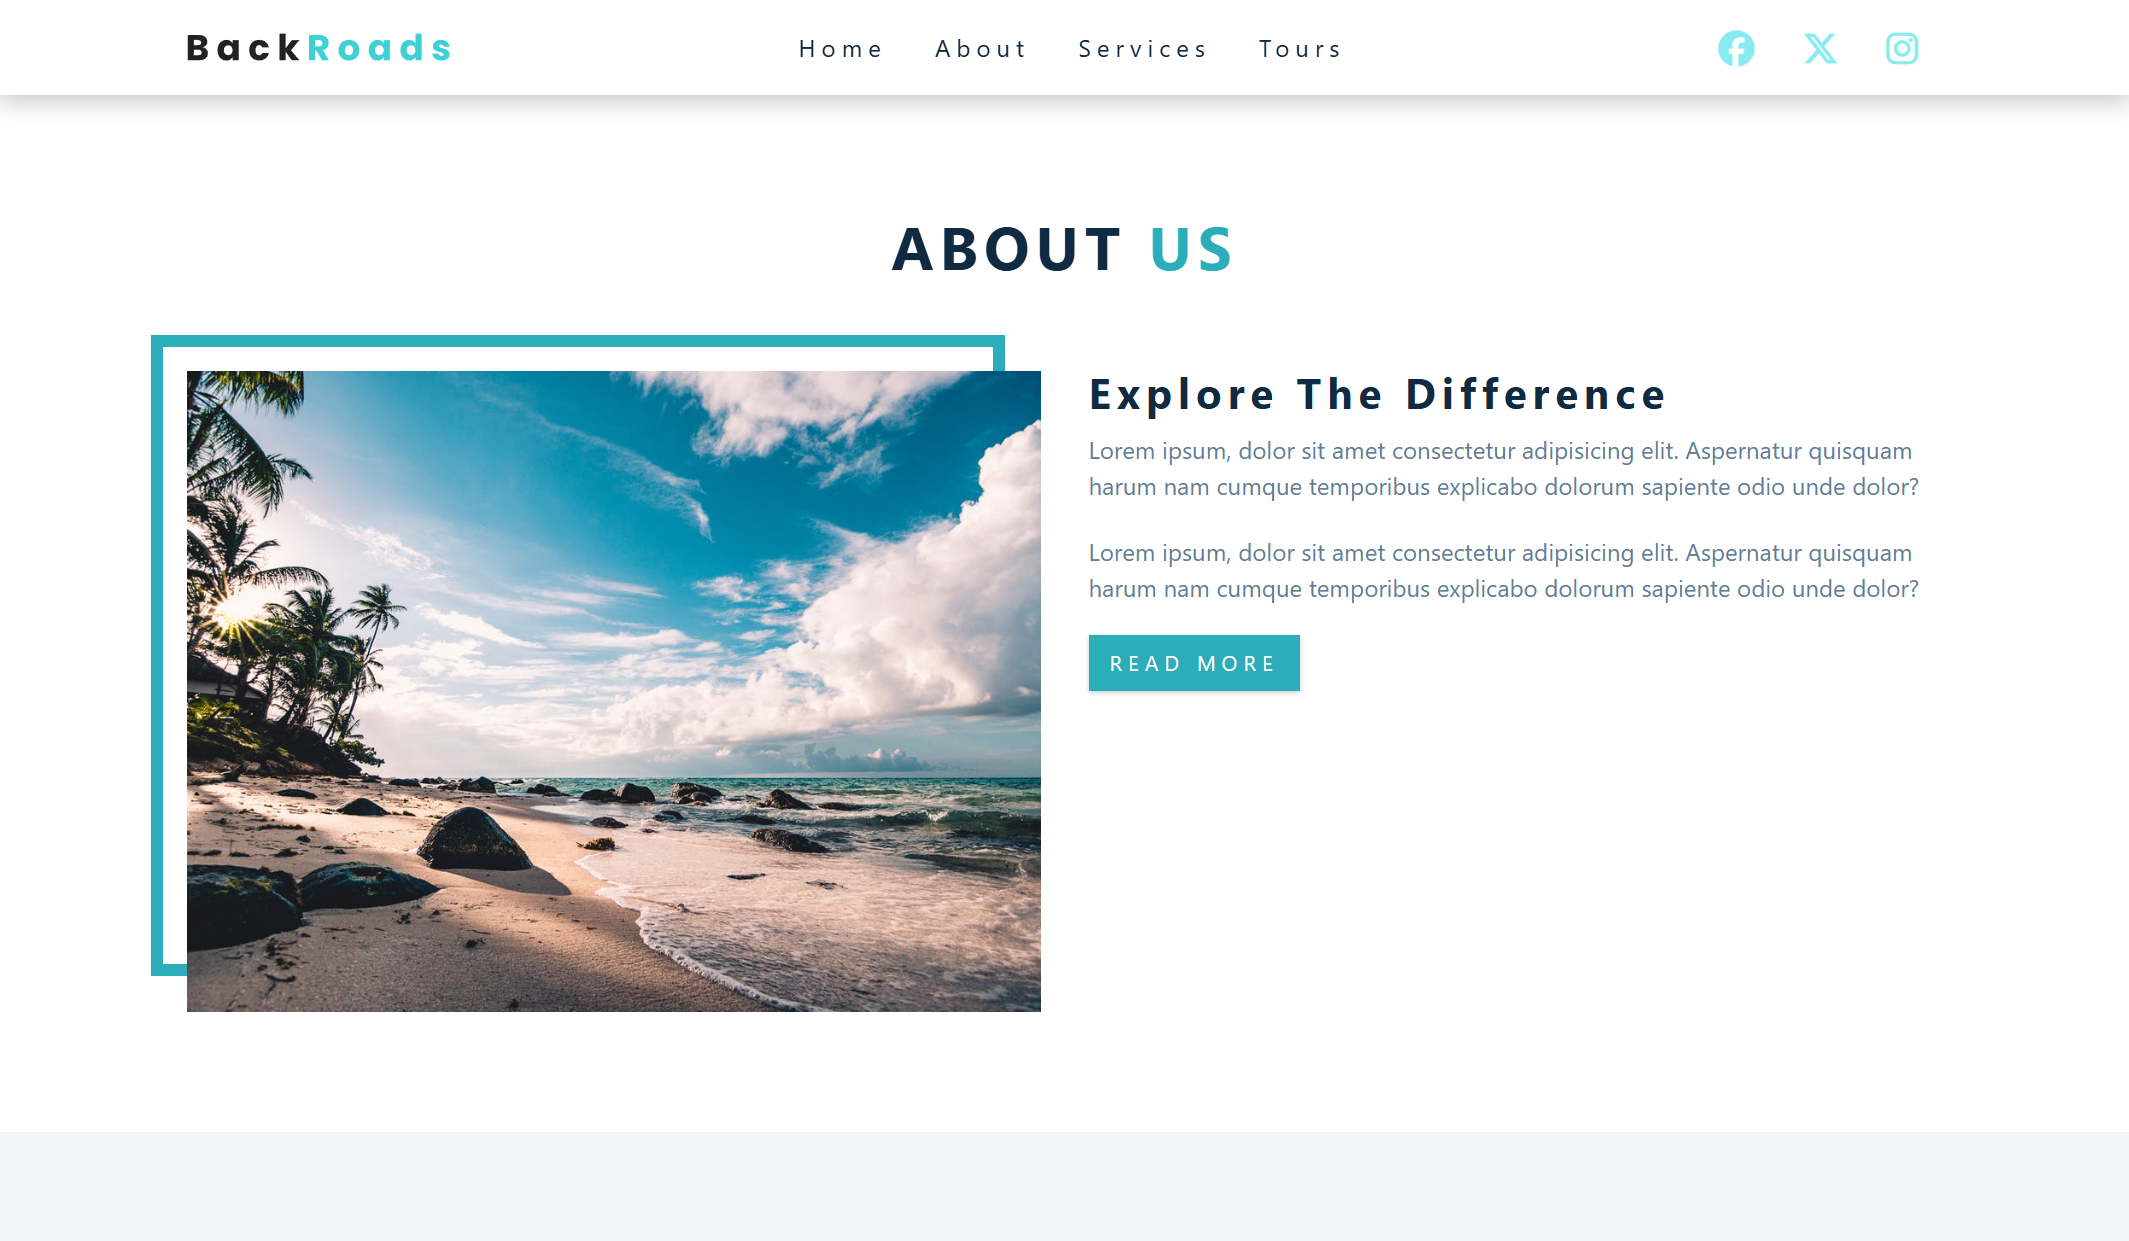 BackRoads
Home About Services Tours
ABOUT US
Explore The Difference
Lorem ipsum, dolor sit amet consectetur adipisicing elit. Aspernatur quisquam
harum nam cumque temporibus explicabo dolorum sapiente odio unde dolor?
Lorem ipsum, dolor sit amet consectetur adipisicing elit. Aspernatur quisquam
harum nam cumque temporibus explicabo dolorum sapiente odio unde dolor?
READ MORE